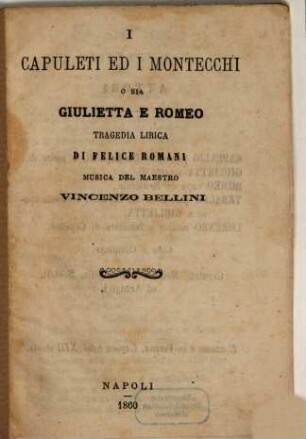 I
CAPULETI ED I MONTECCHI
O SIA
GIULIETTA E ROMEO
TRAGEDIA LIRICA
DI FELICE ROMANI
MUSICA DEL MAESTRO
VINCENZO BELLINI
NAPOLI
1860